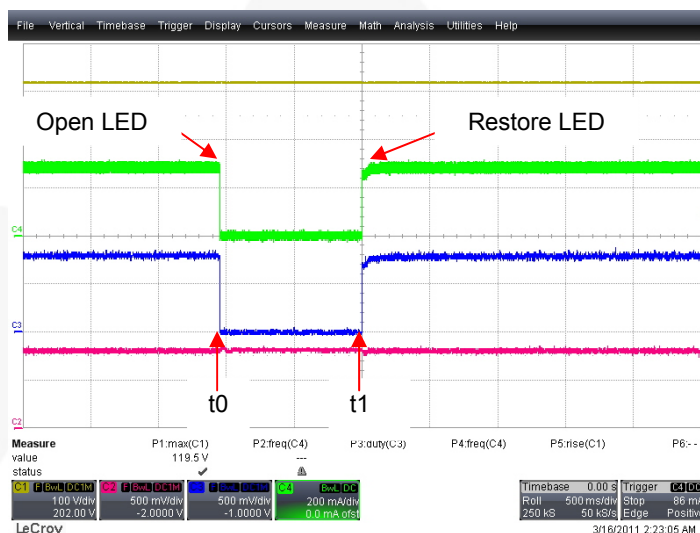 File Vertical Timebase Trigger Display Cursors Measure Math Analysis Utilities Help
Open LED
Restore LED
C4
C3
t0
t1
C2
Measure P1:max(C1) P2:freq(C4) P3:duty(C3) P4:freq(C4) P5:rise(C1) P6:- -
value 119.5 V ---
status
C1 F BwL DC1M
100 V/div
202.00 V
C2 F BwL DC1M
500 mV/div
-2.0000 V
500 mV/div
-1.0000 V
C4 BwL DC
200 mA/div
0.0 mA ofst
Timebase 0.00 s
Roll 500 ms/div
250 kS 50 kS/s
Trigger C4 DC
Stop 86 mA
Edge Positive
LeCroy
3/16/2011 2:23:05 AM